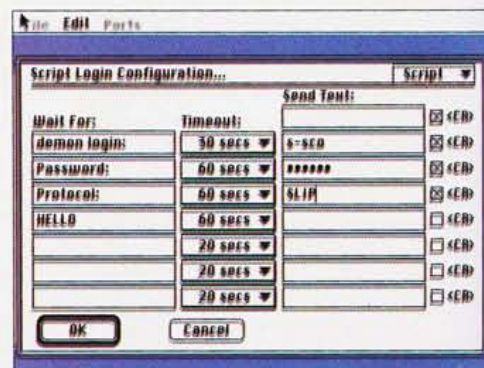 File Edit Ports
Script Login Configuration... Script
Send Text:
Wait For: Timeout:
<CR>
demon login: 30 secs s-sco <CR>
Password: 60 secs •••••• <CR>
Protocol: 60 secs SLIP <CR>
HELLO 60 secs <CR>
20 secs <CR>
20 secs <CR>
20 secs <CR>
OK Cancel